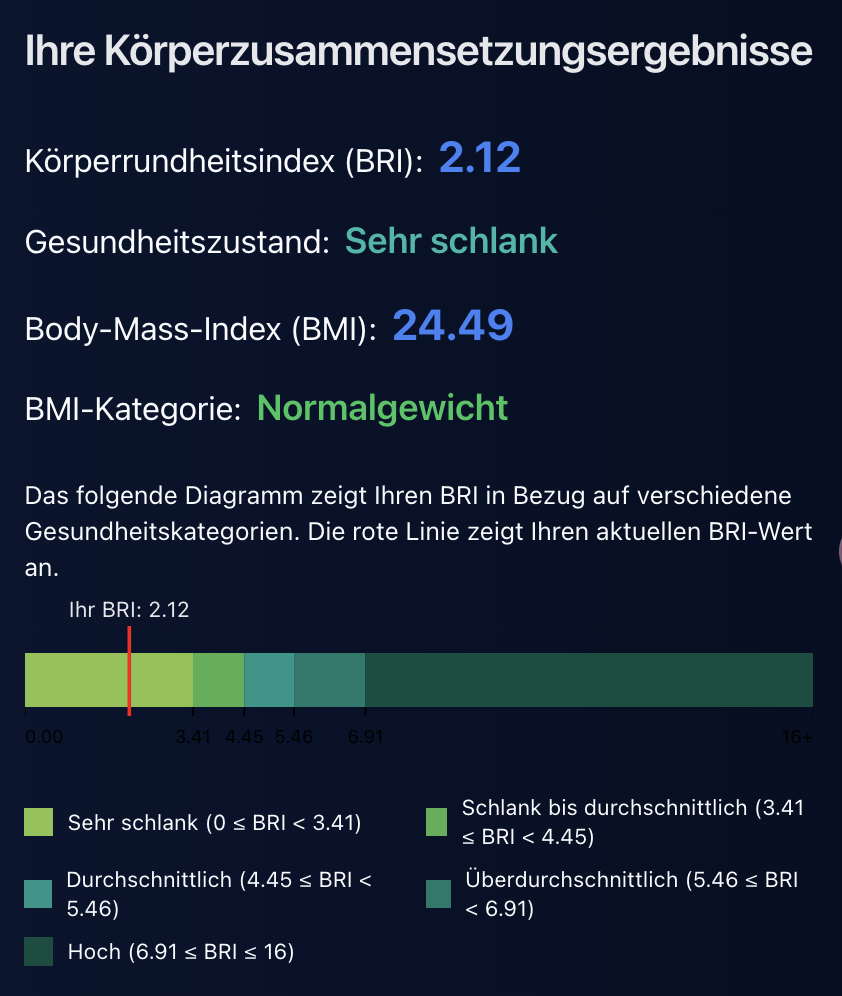 Ihre Körperzusammensetzungsergebnisse
Körperrundheitsindex (BRI): 2.12
Gesundheitszustand: Sehr schlank
Body-Mass-Index (BMI): 24.49
BMI-Kategorie: Normalgewicht
Das folgende Diagramm zeigt Ihren BRI in Bezug auf verschiedene
Gesundheitskategorien. Die rote Linie zeigt Ihren aktuellen BRI-Wert
an.
Ihr BRI: 2.12
0.00 3.41 4.45 5.46 6.91 16+
Sehr schlank (0 ≤ BRI < 3.41)
Schlank bis durchschnittlich (3.41
≤ BRI < 4.45)
Durchschnittlich (4.45 ≤ BRI <
5.46)
Überdurchschnittlich (5.46 ≤ BRI
< 6.91)
Hoch (6.91 ≤ BRI ≤ 16)